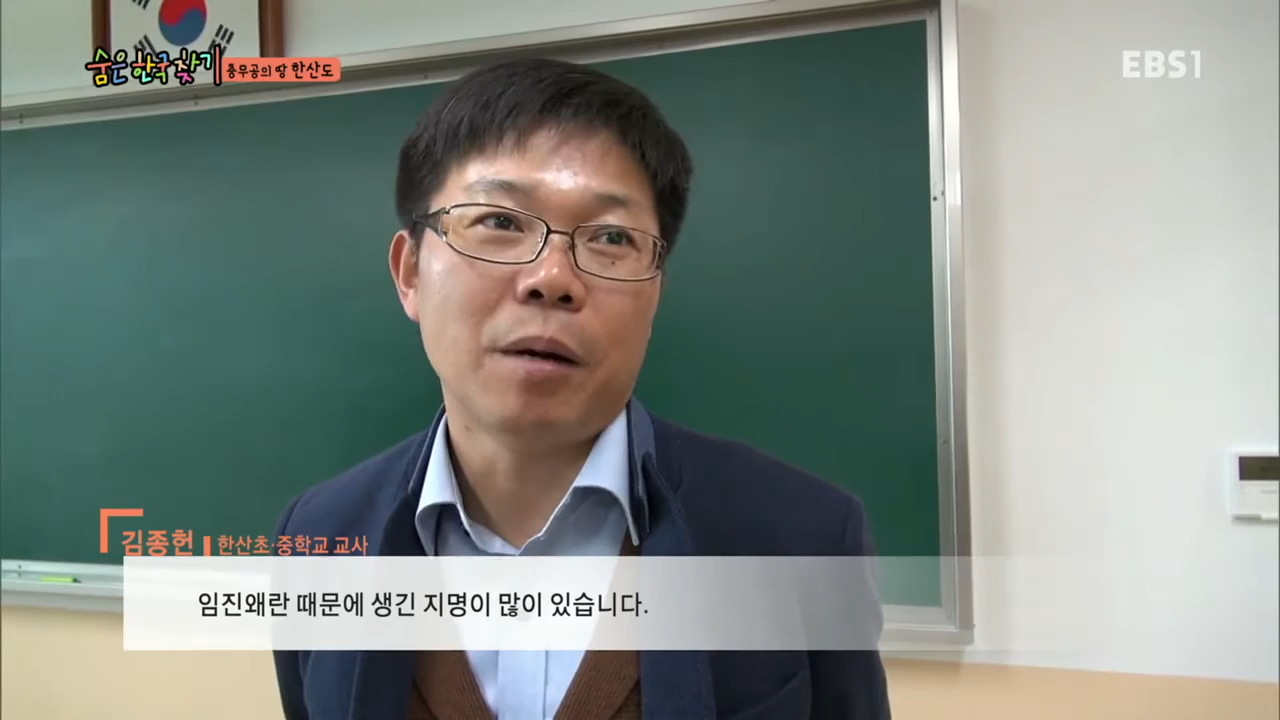 숨은한국찾기 충무공의 땅 한산도
EBS1
김종헌 한산초·중학교 교사
임진왜란 때문에 생긴 지명이 많이 있습니다.